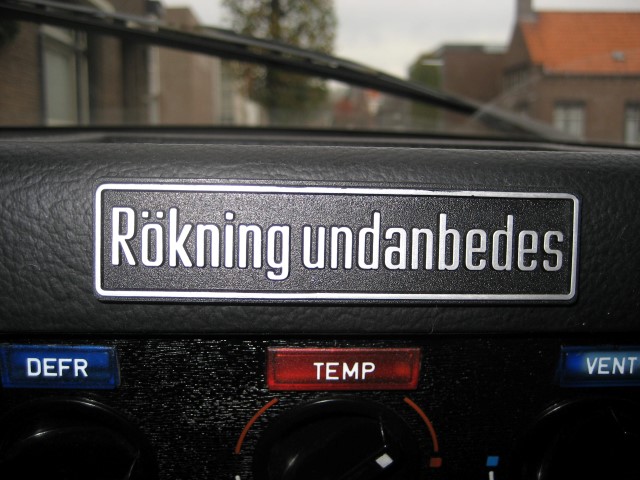 Rökning undanbedes
DEFR TEMP VENT